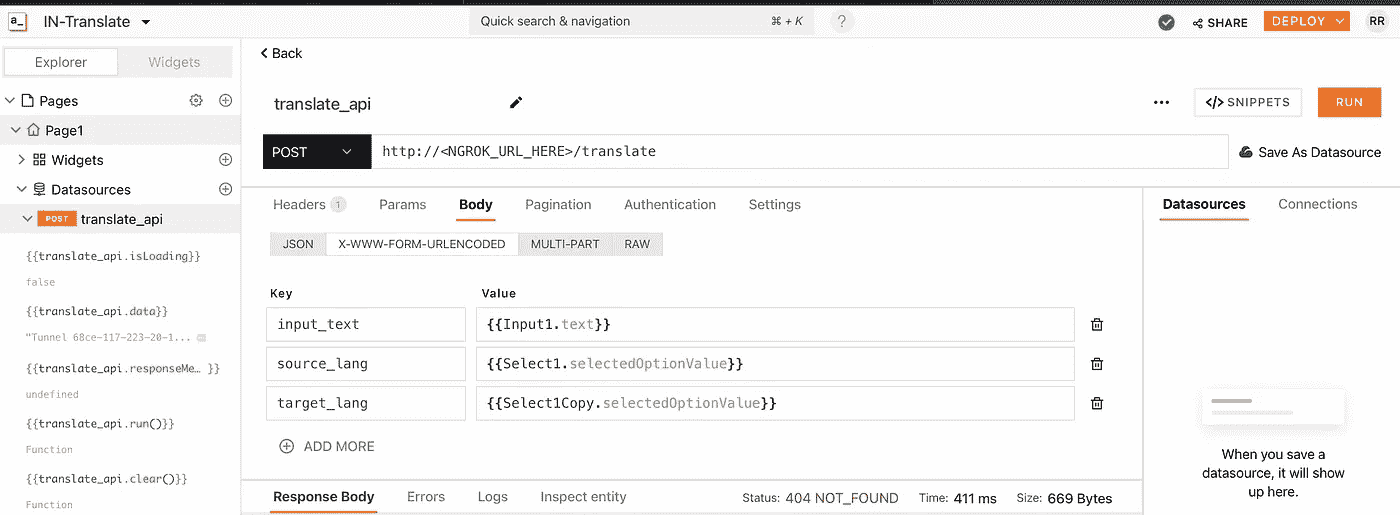 a_ IN-Translate Quick search & navigation ⌘ + K ? SHARE DEPLOY RR
Explorer Widgets
< Back
Pages
translate_api
</> SNIPPETS RUN
Page1
POST http://<NGROK_URL_HERE>/translate Save As Datasource
Widgets
Datasources
POST translate_api
Headers 1 Params Body Pagination Authentication Settings
Datasources Connections
JSON X-WWW-FORM-URLENCODED MULTI-PART RAW
{{translate_api.isLoading}}
false
{{translate_api.data}}
"Tunnel 68ce-117-223-20-1...
{{translate_api.responseMe… }}
undefined
{{translate_api.run()}}
Function
{{translate_api.clear()}}
Function
Key Value
input_text {{Input1.text}}
source_lang {{Select1.selectedOptionValue}}
target_lang {{Select1Copy.selectedOptionValue}}
ADD MORE
When you save a
datasource, it will show
up here.
Response Body Errors Logs Inspect entity Status: 404 NOT_FOUND Time: 411 ms Size: 669 Bytes